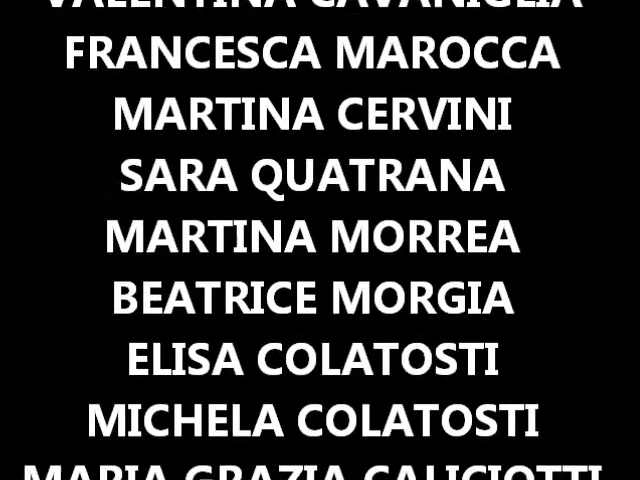 VALENTINA CAVANIGLIA
FRANCESCA MAROCCA
MARTINA CERVINI
SARA QUATRANA
MARTINA MORREA
BEATRICE MORGIA
ELISA COLATOSTI
MICHELA COLATOSTI
MARIA GRAZIA CALICIOTTI